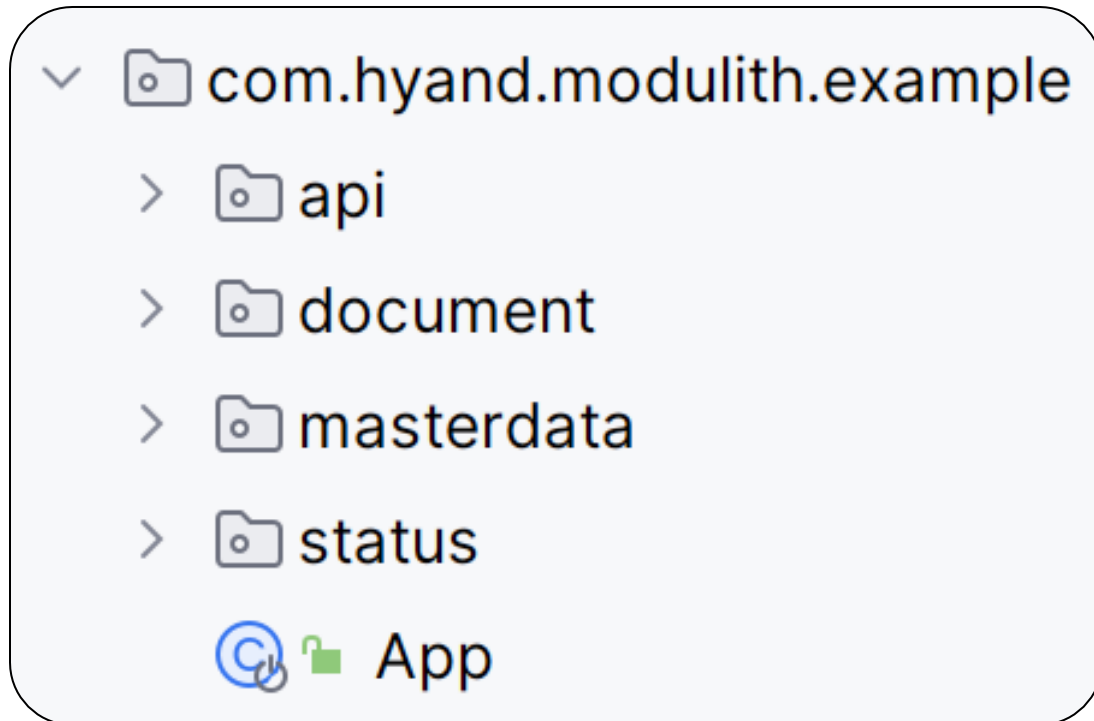 com.hyand.modulith.example
api
document
masterdata
status
App